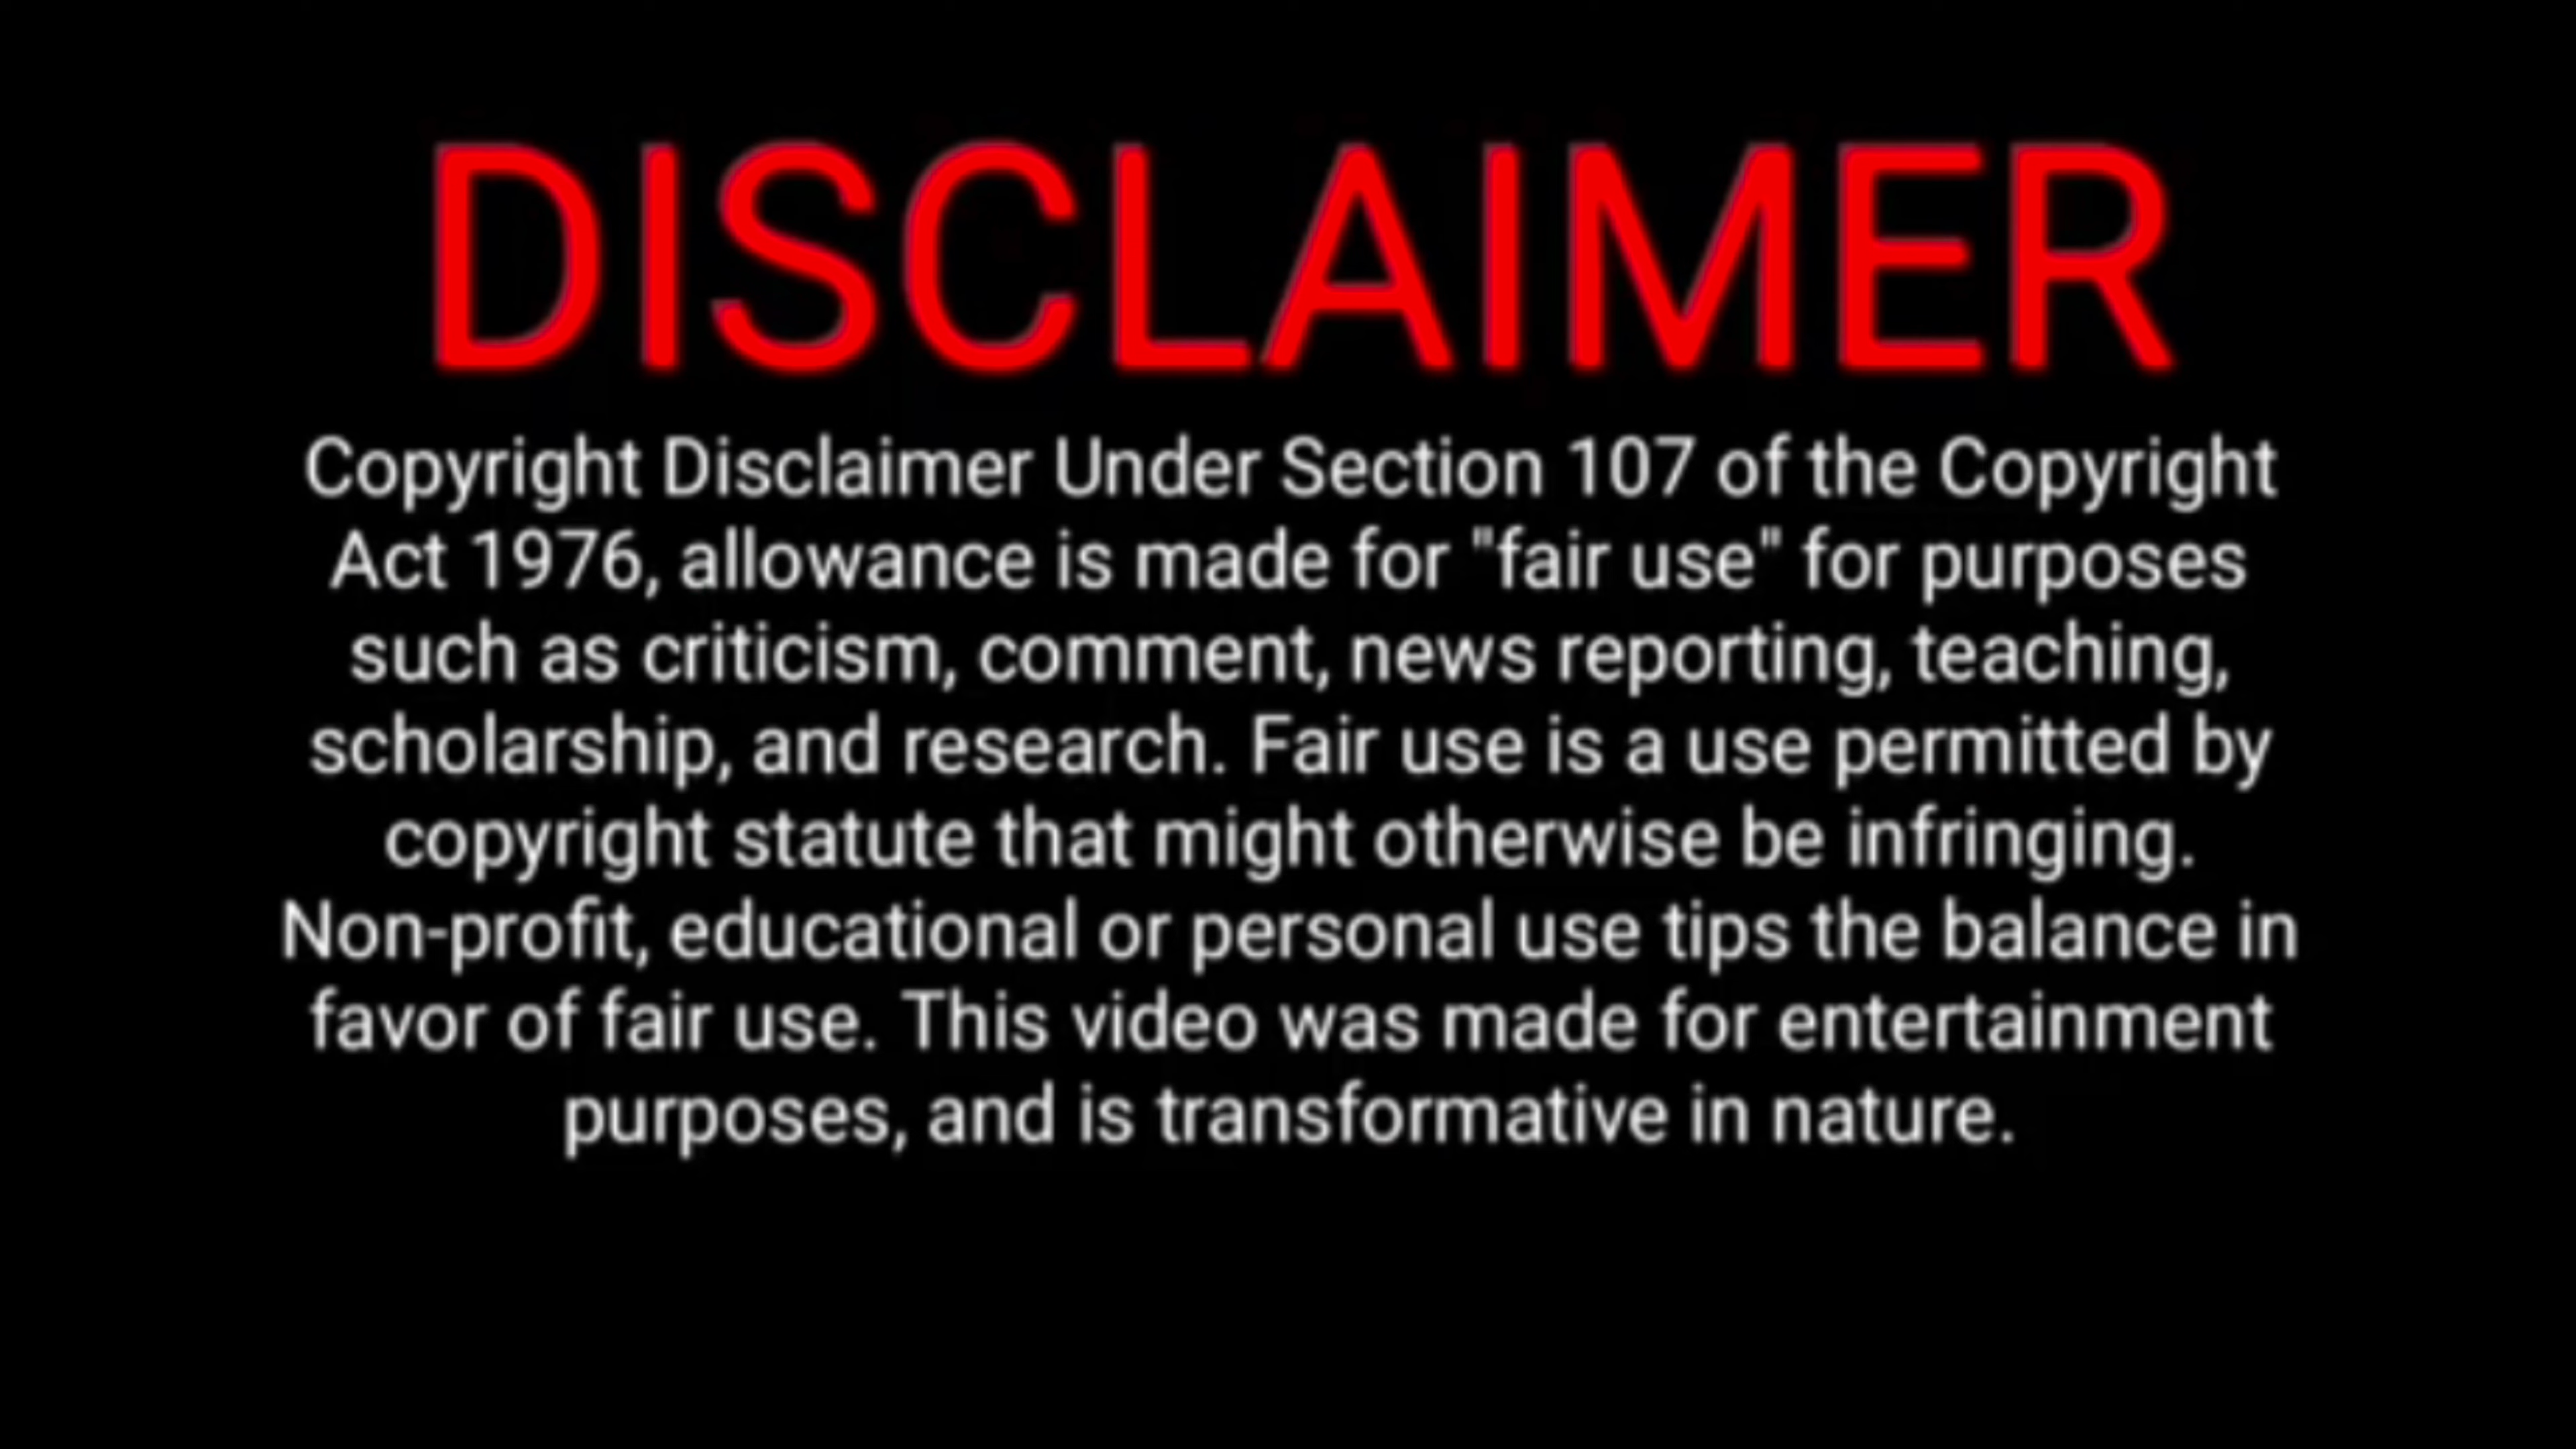 DISCLAIMER
Copyright Disclaimer Under Section 107 of the Copyright
Act 1976, allowance is made for "fair use" for purposes
such as criticism, comment, news reporting, teaching,
scholarship, and research. Fair use is a use permitted by
copyright statute that might otherwise be infringing.
Non-profit, educational or personal use tips the balance in
favor of fair use. This video was made for entertainment
purposes, and is transformative in nature.